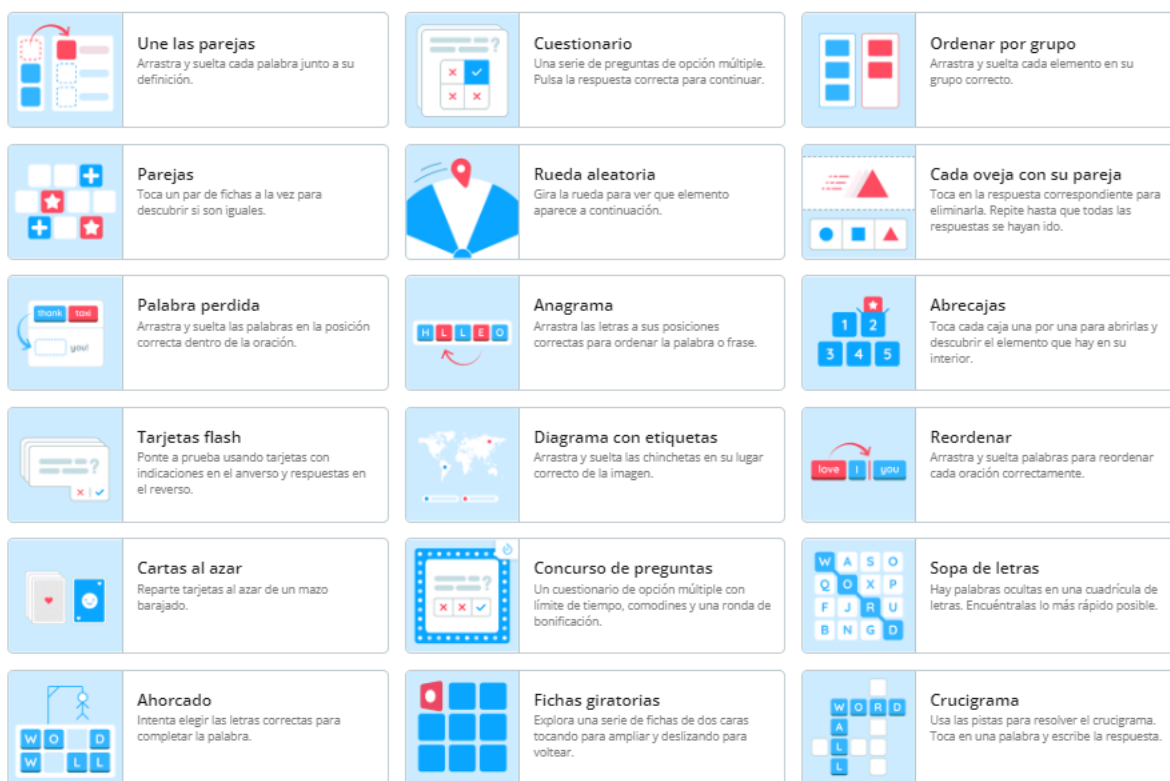 Une las parejas
Arrastra y suelta cada palabra junto a su
definición.
Cuestionario
Una serie de preguntas de opción múltiple.
Pulsa la respuesta correcta para continuar.
Ordenar por grupo
Arrastra y suelta cada elemento en su
grupo correcto.
Parejas
Toca un par de fichas a la vez para
descubrir si son iguales.
Rueda aleatoria
Gira la rueda para ver que elemento
aparece a continuación.
Cada oveja con su pareja
Toca en la respuesta correspondiente para
eliminarla. Repite hasta que todas las
respuestas se hayan ido.
thank taxi
you!
Palabra perdida
Arrastra y suelta las palabras en la posición
correcta dentro de la oración.
H L L E O
Anagrama
Arrastra las letras a sus posiciones
correctas para ordenar la palabra o frase.
1 2
3 4 5
Abrecajas
Toca cada caja una por una para abrirlas y
descubrir el elemento que hay en su
interior.
?
Tarjetas flash
Ponte a prueba usando tarjetas con
indicaciones en el anverso y respuestas en
el reverso.
Diagrama con etiquetas
Arrastra y suelta las chinchetas en su lugar
correcto de la imagen.
love I you
Reordenar
Arrastra y suelta palabras para reordenar
cada oración correctamente.
Cartas al azar
Reparte tarjetas al azar de un mazo
barajado.
?
Concurso de preguntas
Un cuestionario de opción múltiple con
límite de tiempo, comodines y una ronda de
bonificación.
W A S O
Q O X P
F J R U
B N G D
Sopa de letras
Hay palabras ocultas en una cuadrícula de
letras. Encuéntralas lo más rápido posible.
W O D
W L L
Ahorcado
Intenta elegir las letras correctas para
completar la palabra.
Fichas giratorias
Explora una serie de fichas de dos caras
tocando para ampliar y deslizando para
voltear.
W O R D
A
L
L
Crucigrama
Usa las pistas para resolver el crucigrama.
Toca en una palabra y escribe la respuesta.